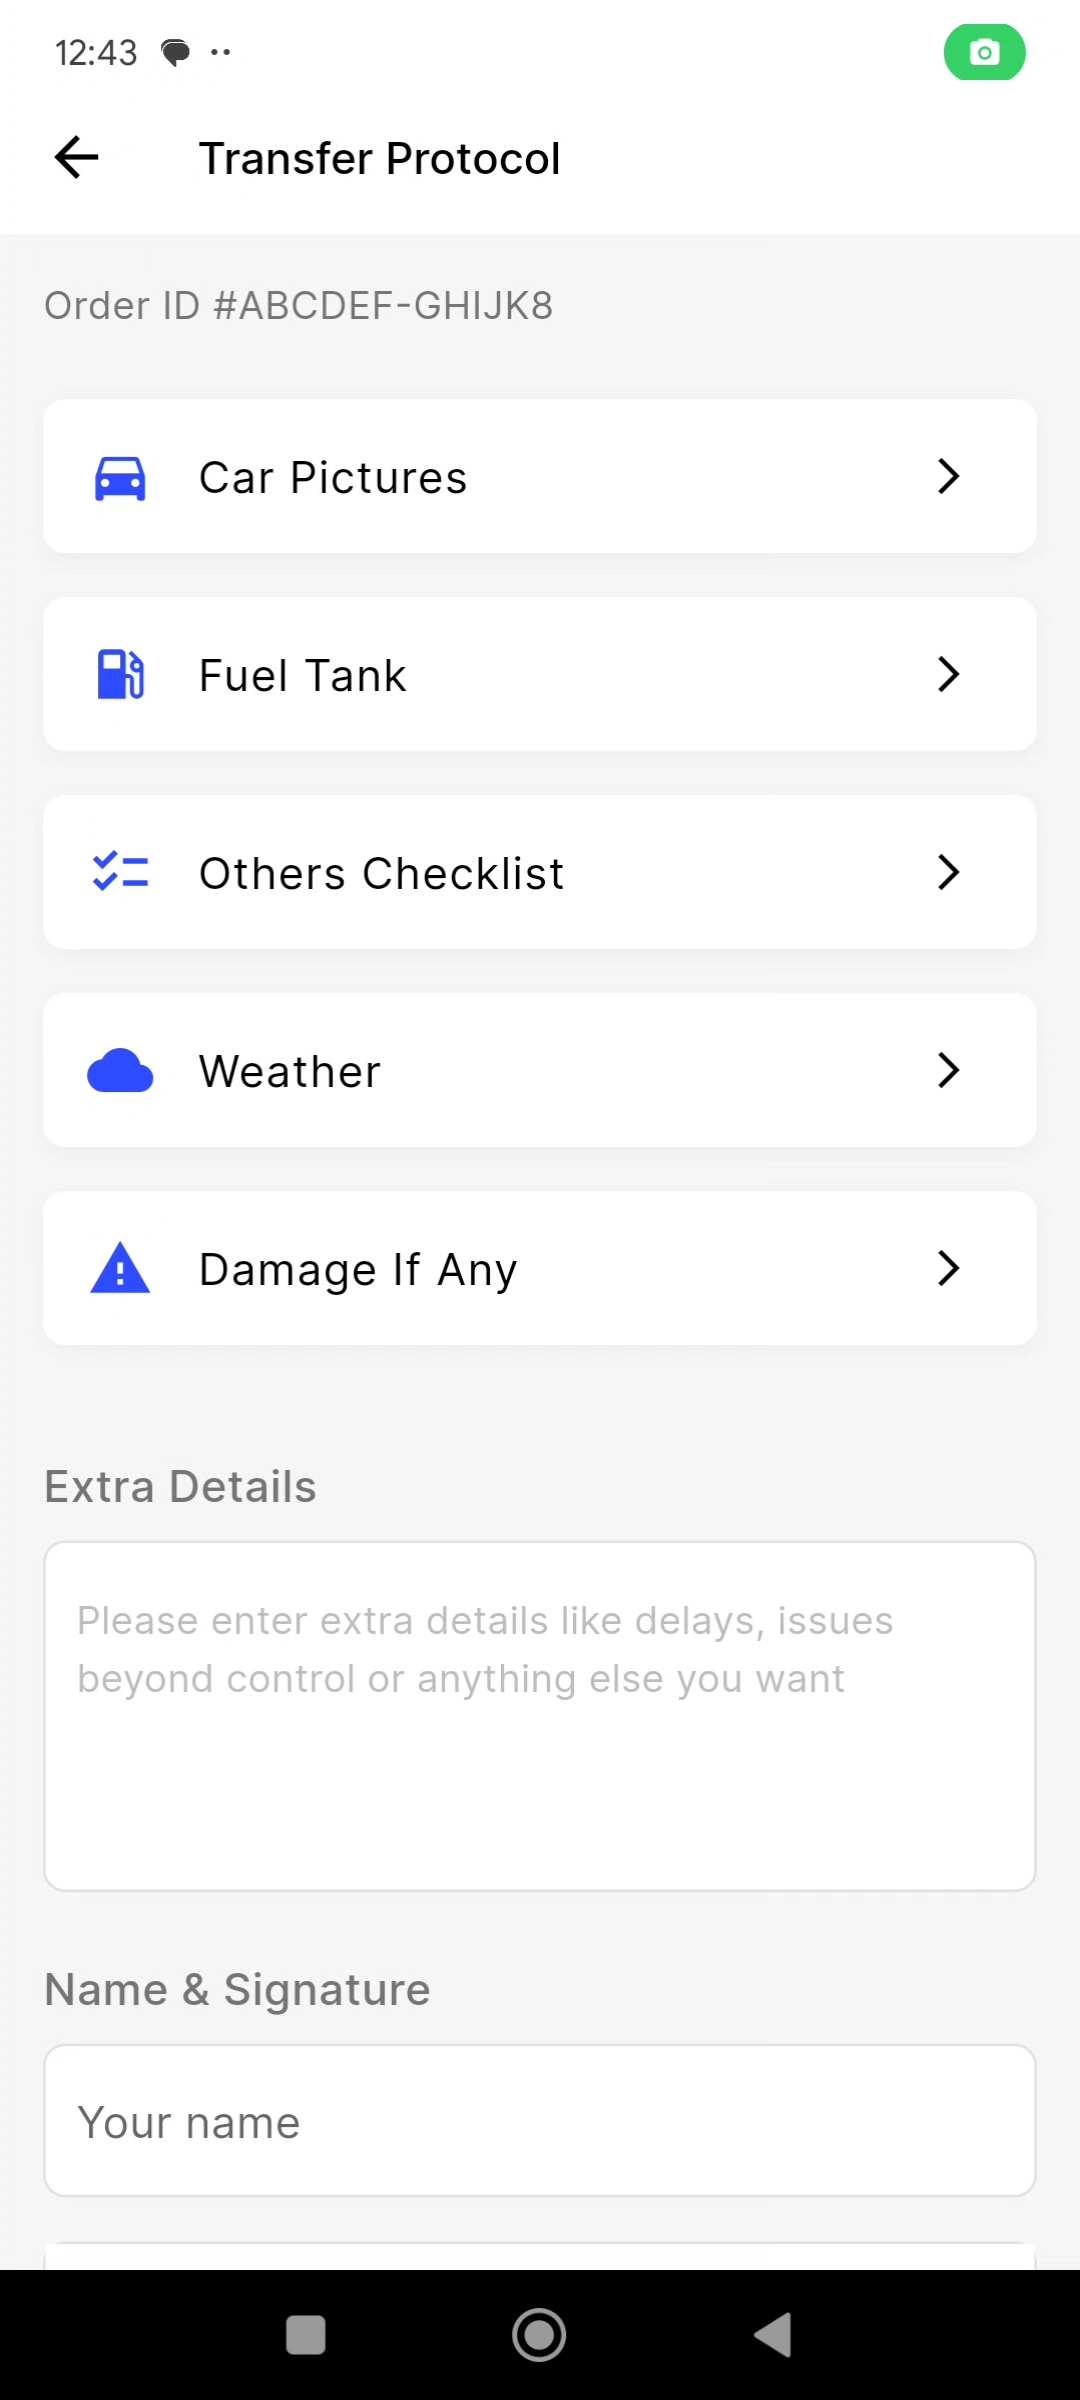 12:43
Transfer Protocol
Order ID #ABCDEF-GHIJK8
Car Pictures
Fuel Tank
Others Checklist
Weather
Damage If Any
Extra Details
Please enter extra details like delays, issues
beyond control or anything else you want
Name & Signature
Your name